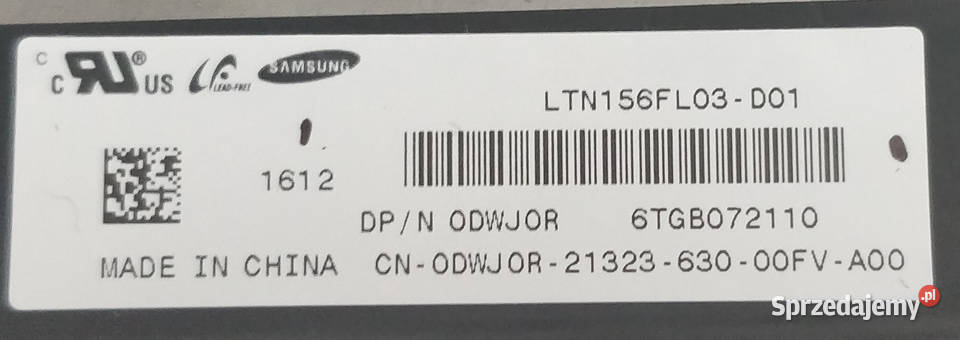 C
C RU ® US LEAD-FREE SAMSUNG
LTN156FL03-D01
1612
DP/N 0DWJ0R 6TGB072110
MADE IN CHINA CN-0DWJ0R-21323-630-00FV-A00
Sprzedajemy.pl